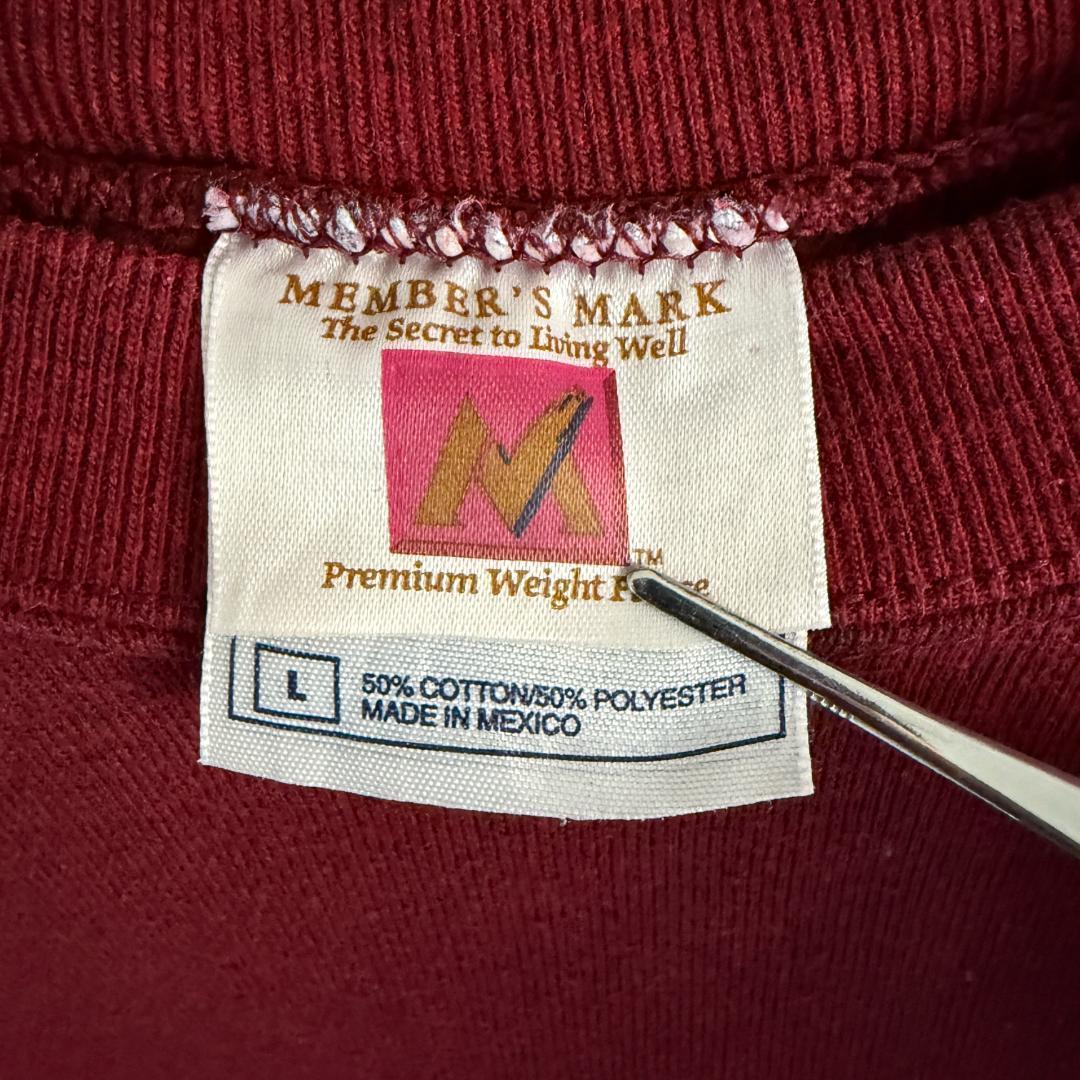 MEMBER'S MARK
The Secret to Living Well
M
TM
Premium Weight
L
50% COTTON/50% POLYESTER
MADE IN MEXICO